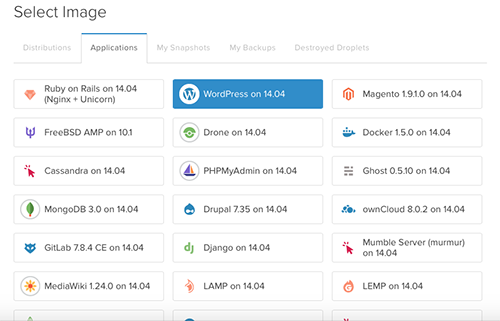 Select Image
Distributions
Applications
My Snapshots
My Backups
Destroyed Droplets
Ruby on Rails on 14.04
(Nginx + Unicorn)
WordPress on 14.04
Magento 1.9.1.0 on 14.04
FreeBSD AMP on 10.1
Drone on 14.04
Docker 1.5.0 on 14.04
Cassandra on 14.04
PHPMyAdmin on 14.04
Ghost 0.5.10 on 14.04
MongoDB 3.0 on 14.04
Drupal 7.35 on 14.04
ownCloud 8.0.2 on 14.04
GitLab 7.8.4 CE on 14.04
Django on 14.04
Mumble Server (murmur)
on 14.04
MediaWiki 1.24.0 on 14.04
LAMP on 14.04
LEMP on 14.04